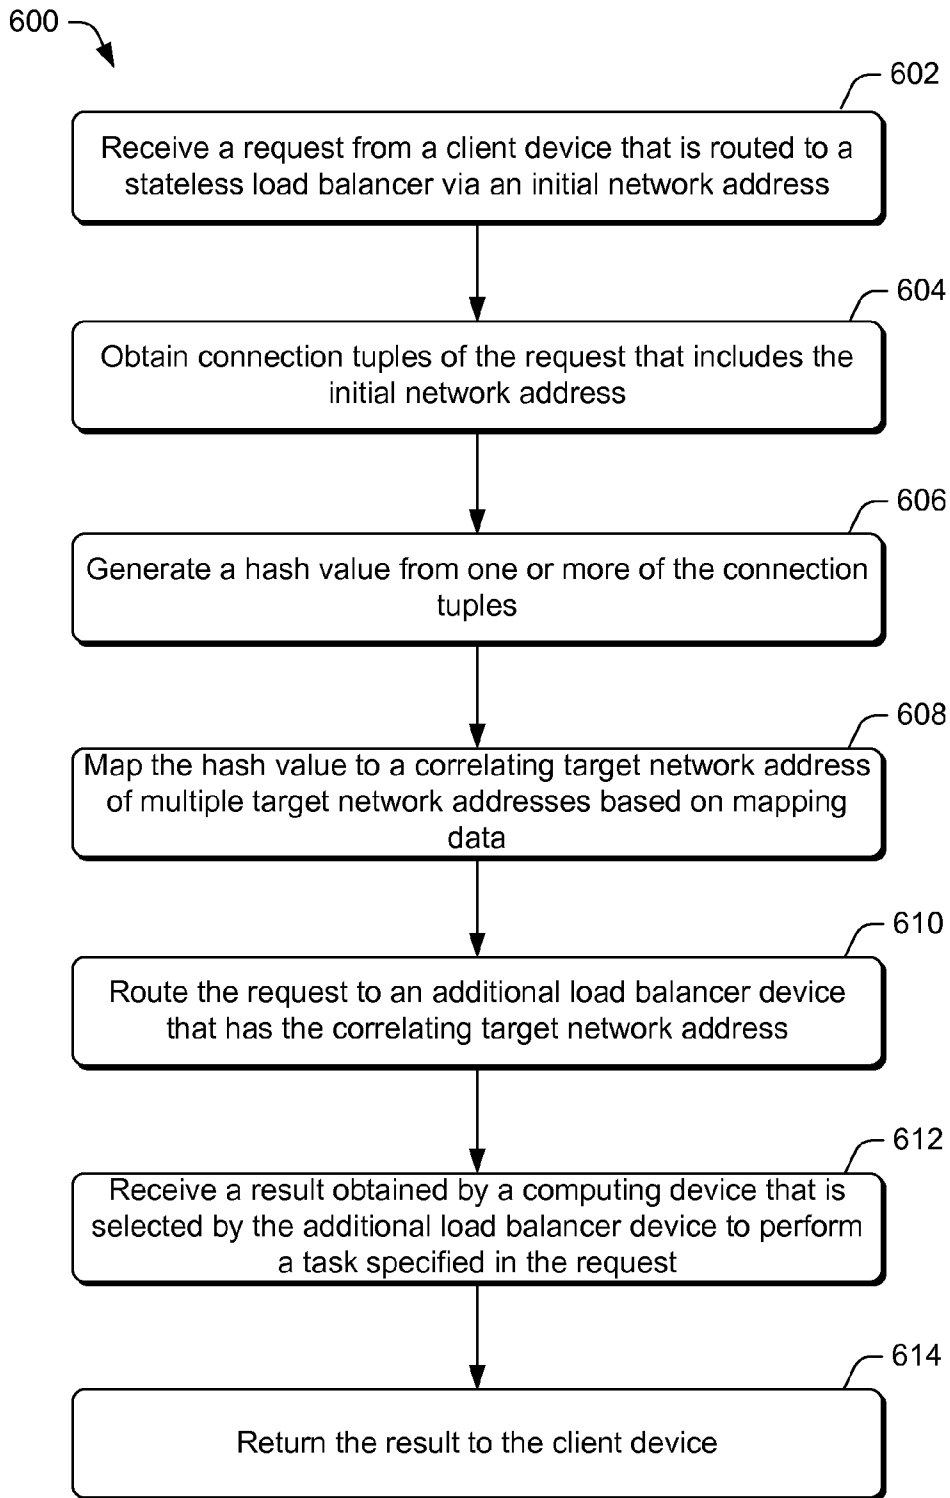 600
602
Receive a request from a client device that is routed to a
stateless load balancer via an initial network address
604
Obtain connection tuples of the request that includes the
initial network address
606
Generate a hash value from one or more of the connection
tuples
608
Map the hash value to a correlating target network address
of multiple target network addresses based on mapping
data
610
Route the request to an additional load balancer device
that has the correlating target network address
612
Receive a result obtained by a computing device that is
selected by the additional load balancer device to perform
a task specified in the request
614
Return the result to the client device